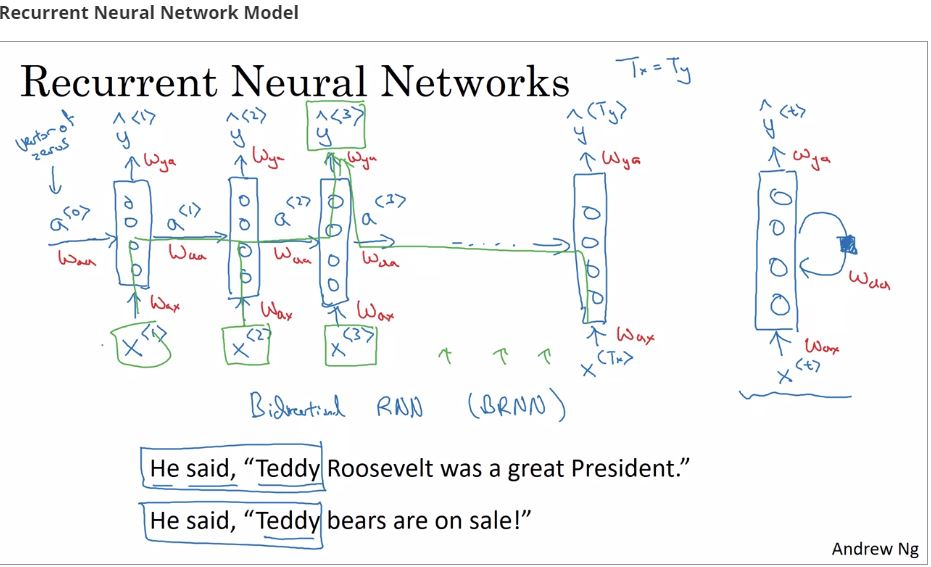 Recurrent Neural Network Model
Recurrent Neural Networks
Tx = Ty
vector of zeros
ŷ<1> ŷ<2> ŷ<3> ŷ<Ty> ŷ<t>
Wya Wya Wya Wya Wya
a<0> a<1> a<2> a<3> .....
Waa Waa Waa Waa Waa
Wax Wax Wax Wax Wax
x<1> x<2> x<3> x<Tx> x<t>
Bidirectional RNN (BRNN)
He said, “Teddy Roosevelt was a great President.”
He said, “Teddy bears are on sale!”
Andrew Ng